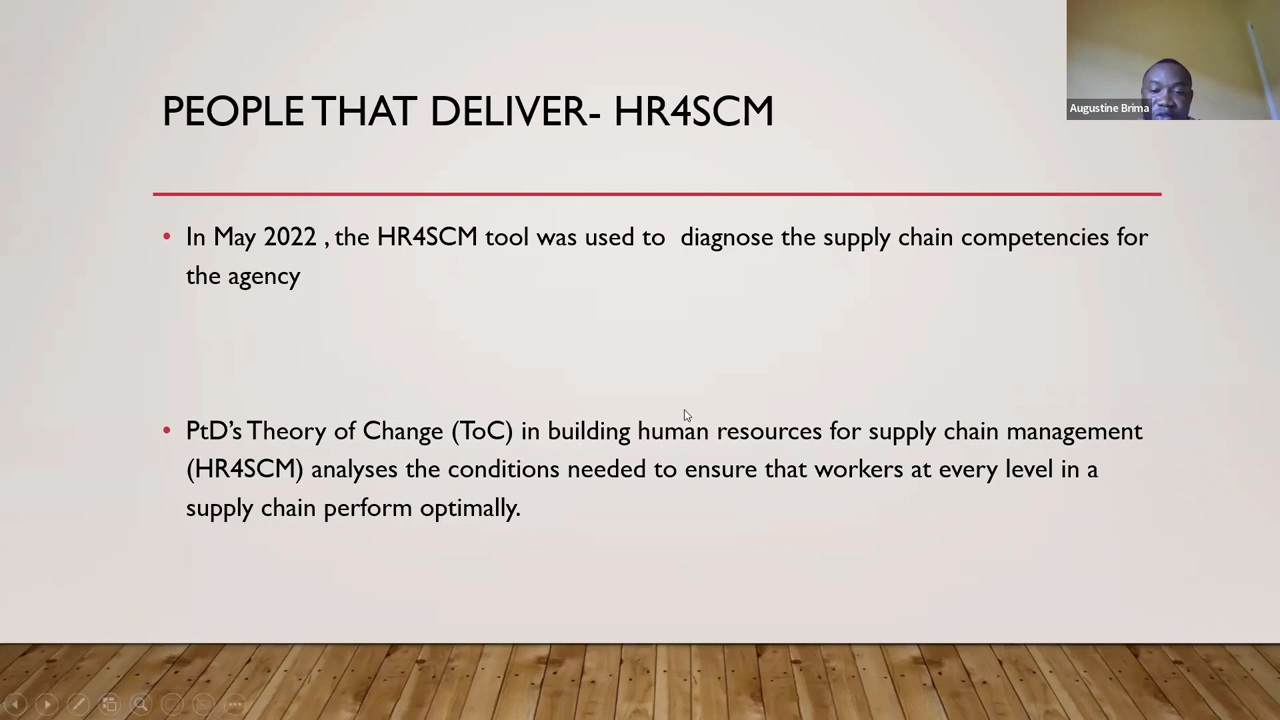 PEOPLE THAT DELIVER- HR4SCM
Augustine Brima
• In May 2022 , the HR4SCM tool was used to  diagnose the supply chain competencies for
the agency
• PtD’s Theory of Change (ToC) in building human resources for supply chain management
(HR4SCM) analyses the conditions needed to ensure that workers at every level in a
supply chain perform optimally.